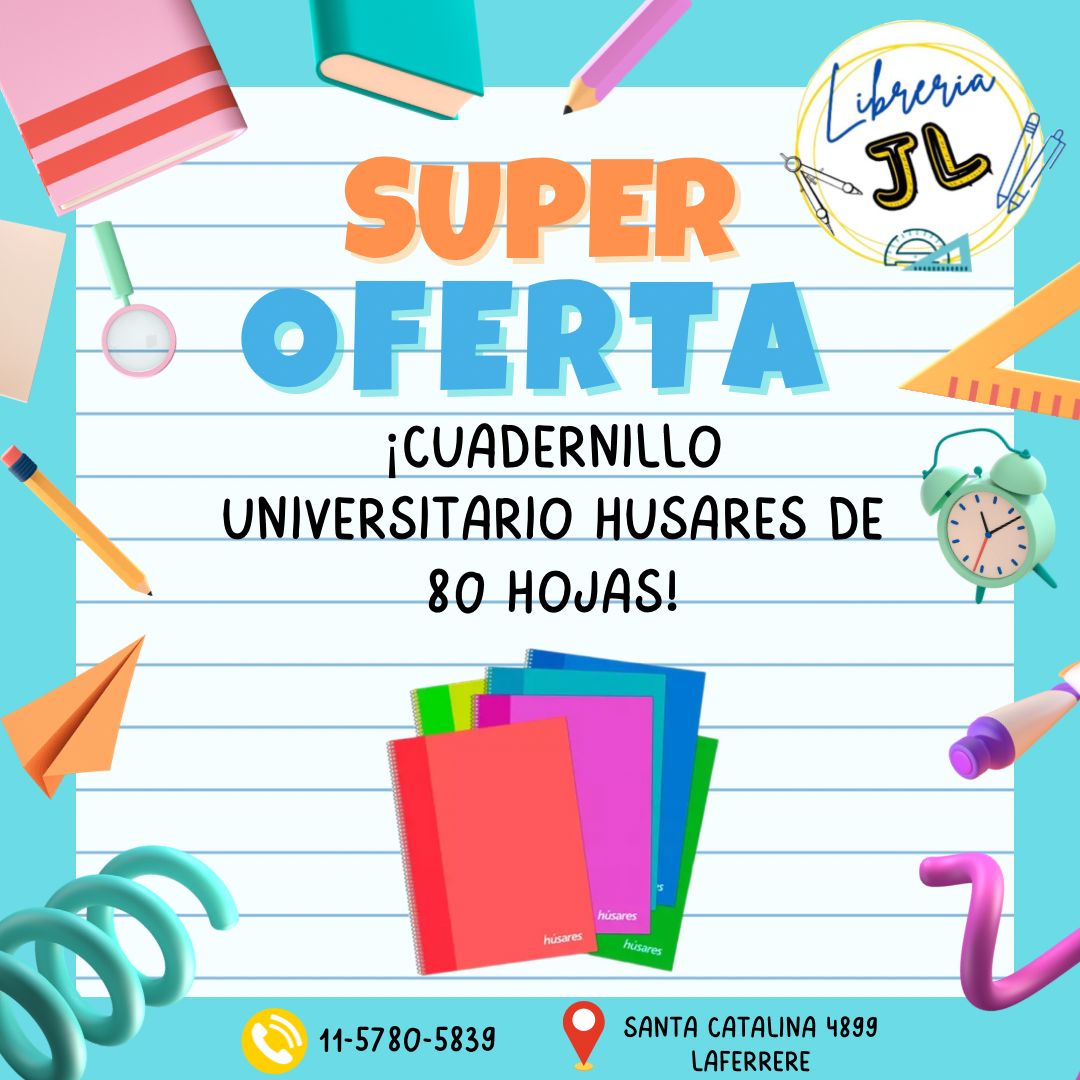 Libreria
JL
SUPER
OFERTA
¡CUADERNILLO
UNIVERSITARIO HUSARES DE
80 HOJAS!
húsares
húsares
húsares
11-5780-5839
SANTA CATALINA 4899
LAFERRERE